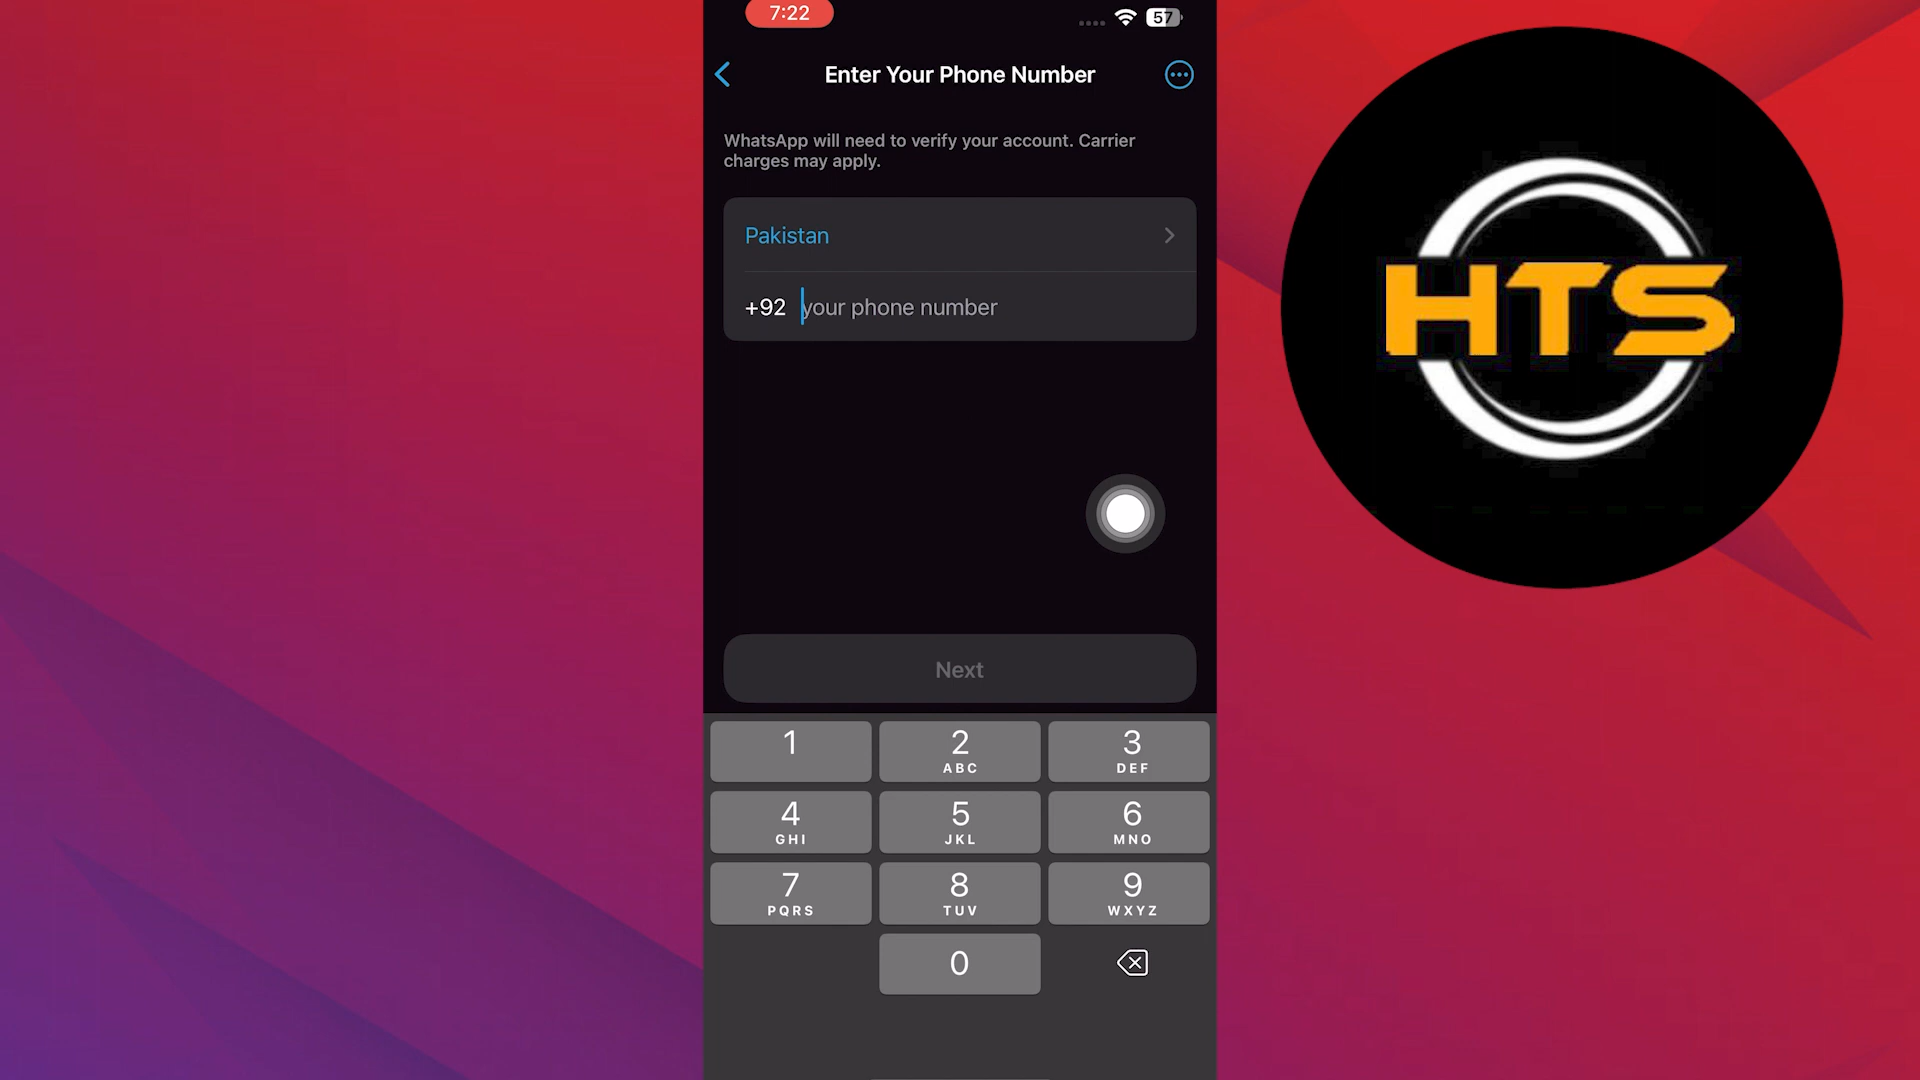 7:22
57
Enter Your Phone Number
WhatsApp will need to verify your account. Carrier
charges may apply.
Pakistan
+92 your phone number
Next
1
2
ABC
3
DEF
4
GHI
5
JKL
6
MNO
7
PQRS
8
TUV
9
WXYZ
0
HTS